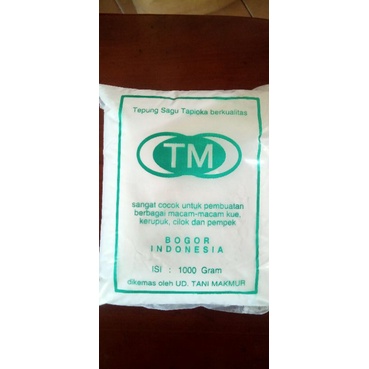 Tepung Sagu Tapioka berkualitas
TM
sangat cocok untuk pembuatan
berbagai macam-macam kue,
kerupuk, cilok dan pempek
BOGOR
INDONESIA
ISI : 1000 Gram
dikemas oleh UD. TANI MAKMUR